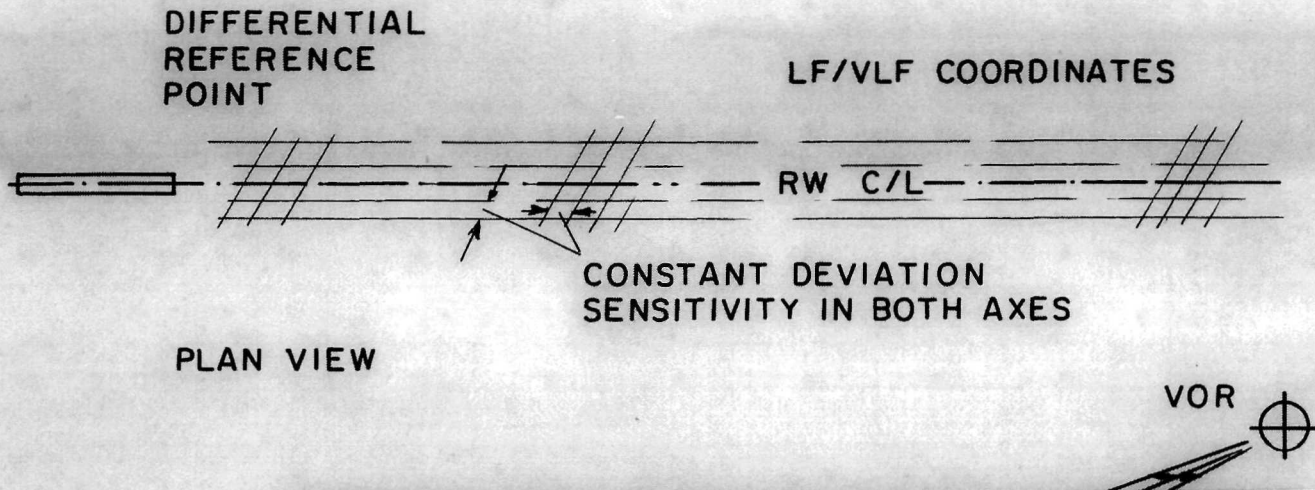 DIFFERENTIAL
REFERENCE
POINT
LF/VLF COORDINATES
RW C/L
CONSTANT DEVIATION
SENSITIVITY IN BOTH AXES
PLAN VIEW
VOR